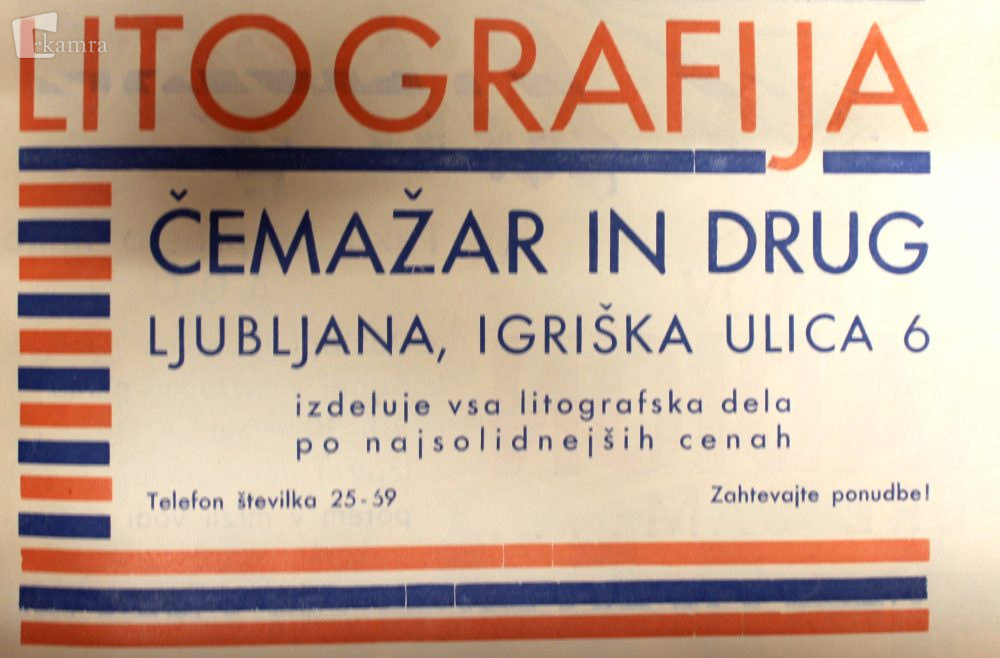 kamra
LITOGRAFIJA
ČEMAŽAR IN DRUG
LJUBLJANA, IGRIŠKA ULICA 6
izdeluje vsa litografska dela
po najsolidnejših cenah
Telefon številka 25-59
Zahtevajte ponudbe!